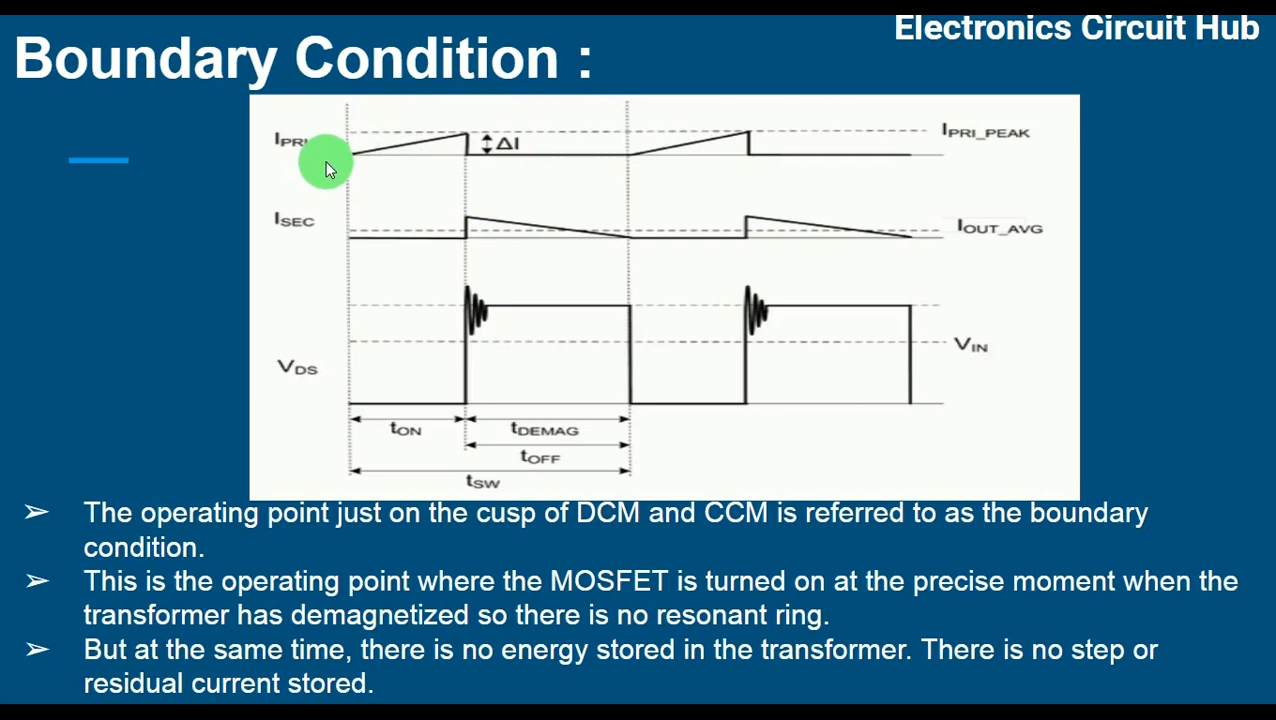 Electronics Circuit Hub
Boundary Condition :
IPRI
ΔI
IPRI_PEAK
ISEC
IOUT_AVG
VDS
VIN
tON
tDEMAG
tOFF
tSW
➢ The operating point just on the cusp of DCM and CCM is referred to as the boundary
condition.
➢ This is the operating point where the MOSFET is turned on at the precise moment when the
transformer has demagnetized so there is no resonant ring.
➢ But at the same time, there is no energy stored in the transformer. There is no step or
residual current stored.